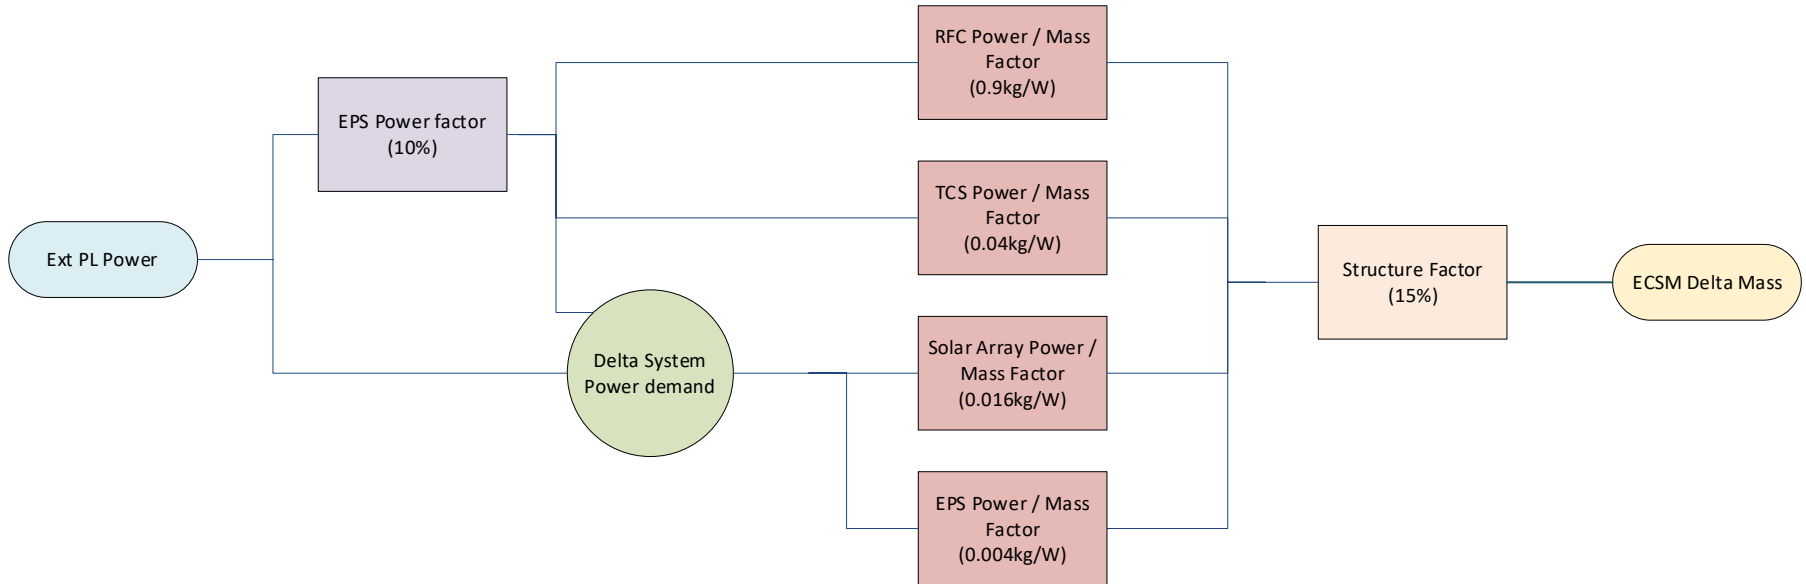 RFC Power / Mass
Factor
(0.9kg/W)
EPS Power factor
(10%)
TCS Power / Mass
Factor
(0.04kg/W)
Ext PL Power
Structure Factor
(15%)
ECSM Delta Mass
Delta System
Power demand
Solar Array Power /
Mass Factor
(0.016kg/W)
EPS Power / Mass
Factor
(0.004kg/W)